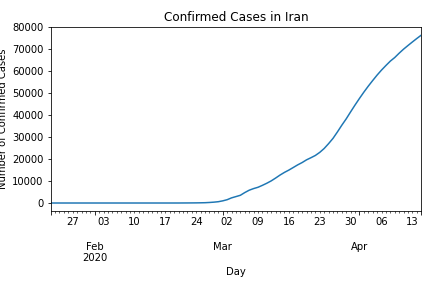 Confirmed Cases in Iran
Number of Confirmed Cases
80000
70000
60000
50000
40000
30000
20000
10000
0
27 03 10 17 24 02 09 16 23 30 06 13
Feb Mar Apr
2020
Day